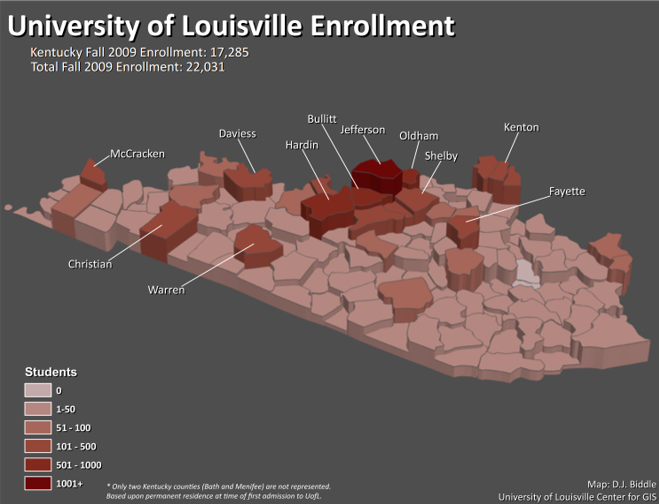 University of Louisville Enrollment
Kentucky Fall 2009 Enrollment: 17,285
Total Fall 2009 Enrollment: 22,031
Bullitt
Jefferson
Kenton
Daviess
Oldham
Hardin
McCracken
Shelby
Fayette
Christian
Warren
Students
0
1-50
51 - 100
101 - 500
501 - 1000
1001+
* Only two Kentucky counties (Bath and Menifee) are not represented.
Based upon permanent residence at time of first admission to UofL.
Map: D.J. Biddle
University of Louisville Center for GIS